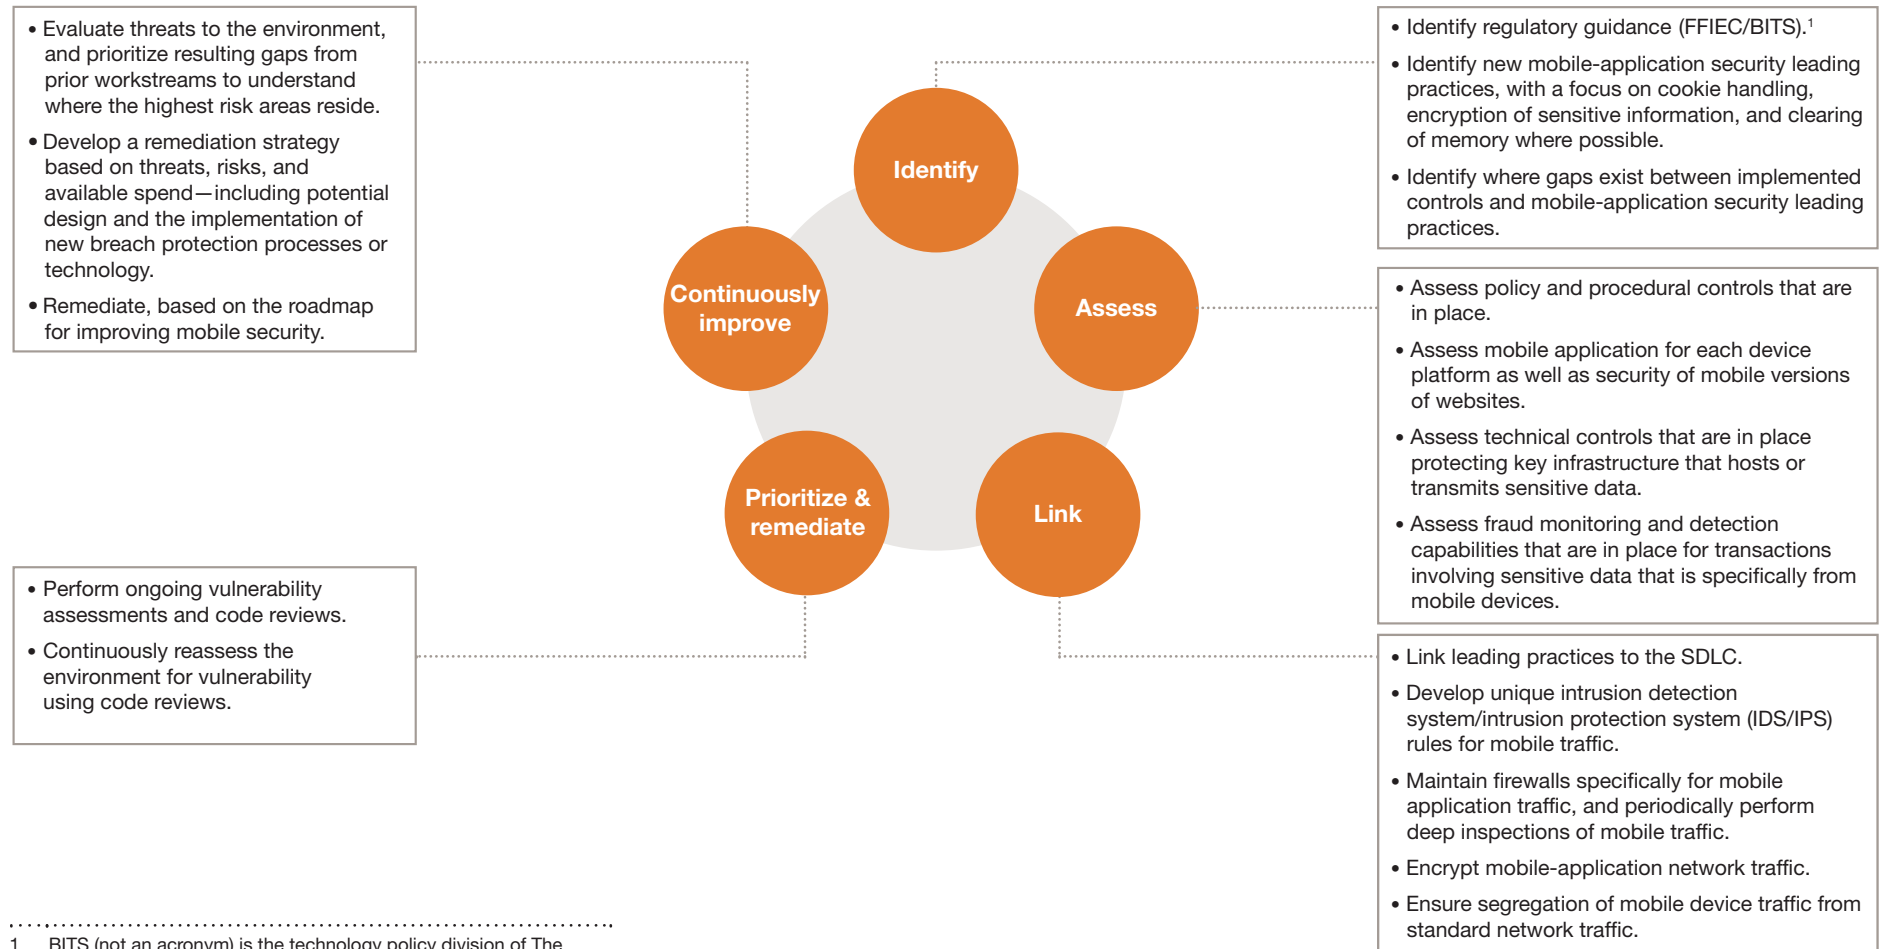 • Evaluate threats to the environment,
and prioritize resulting gaps from
prior workstreams to understand
where the highest risk areas reside.
• Develop a remediation strategy
based on threats, risks, and
available spend—including potential
design and the implementation of
new breach protection processes or
technology.
• Remediate, based on the roadmap
for improving mobile security.
• Perform ongoing vulnerability
assessments and code reviews.
• Continuously reassess the
environment for vulnerability
using code reviews.
Identify
Continuously
improve
Assess
Prioritize &
remediate
Link
• Identify regulatory guidance (FFIEC/BITS).¹
• Identify new mobile-application security leading
practices, with a focus on cookie handling,
encryption of sensitive information, and clearing
of memory where possible.
• Identify where gaps exist between implemented
controls and mobile-application security leading
practices.
• Assess policy and procedural controls that are
in place.
• Assess mobile application for each device
platform as well as security of mobile versions
of websites.
• Assess technical controls that are in place
protecting key infrastructure that hosts or
transmits sensitive data.
• Assess fraud monitoring and detection
capabilities that are in place for transactions
involving sensitive data that is specifically from
mobile devices.
• Link leading practices to the SDLC.
• Develop unique intrusion detection
system/intrusion protection system (IDS/IPS)
rules for mobile traffic.
• Maintain firewalls specifically for mobile
application traffic, and periodically perform
deep inspections of mobile traffic.
• Encrypt mobile-application network traffic.
• Ensure segregation of mobile device traffic from
standard network traffic.
1 BITS (not an acronym) is the technology policy division of The